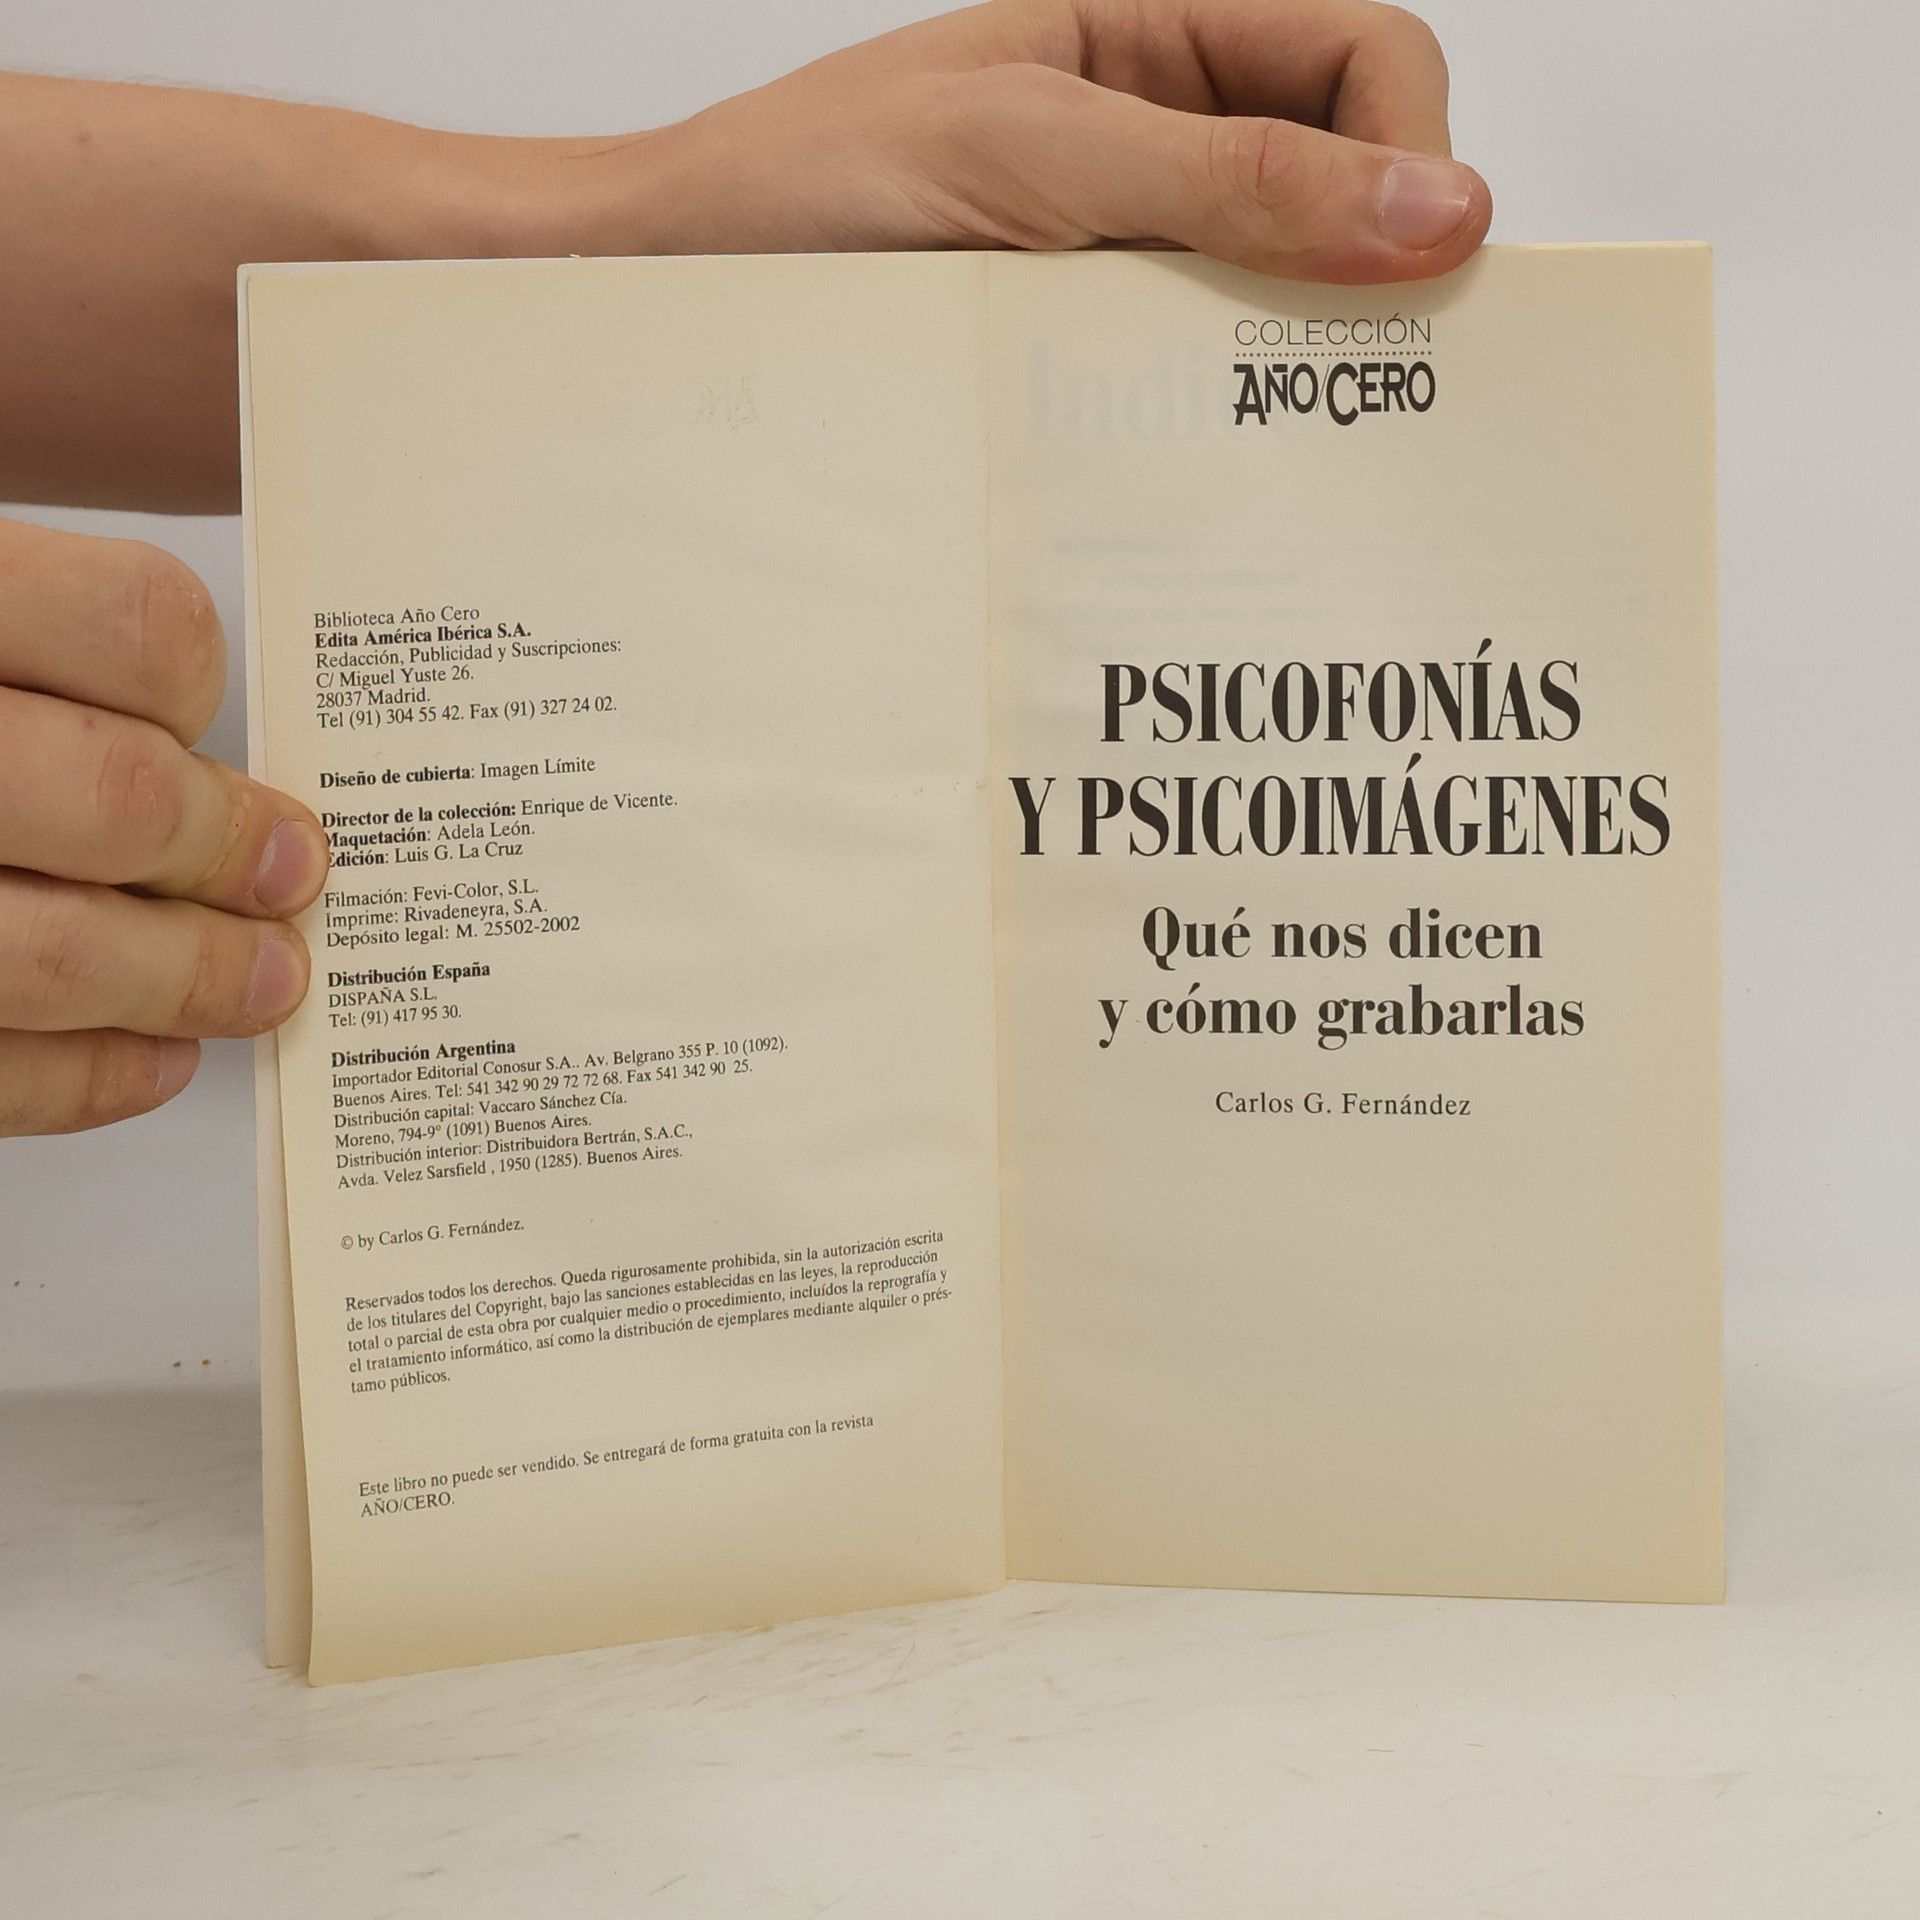 Biblioteca Año Cero
Edita América Ibérica S.A.
Redacción, Publicidad y Suscripciones:
C/ Miguel Yuste 26.
28037 Madrid.
Tel (91) 304 55 42. Fax (91) 327 24 02.
Diseño de cubierta: Imagen Límite
Director de la colección: Enrique de Vicente.
Maquetación: Adela León.
Edición: Luis G. La Cruz
Filmación: Fevi-Color, S.L.
Imprime: Rivadeneyra, S.A.
Depósito legal: M. 25502-2002
Distribución España
DISPAÑA S.L.
Tel: (91) 417 95 30.
Distribución Argentina
Importador Editorial Conosur S.A.. Av. Belgrano 355 P. 10 (1092).
Buenos Aires. Tel: 541 342 90 29 72 72 68. Fax 541 342 90 25.
Distribución capital: Vaccaro Sánchez Cía.
Moreno, 794-9º (1091) Buenos Aires.
Distribución interior: Distribuidora Bertrán, S.A.C.,
Avda. Velez Sarsfield , 1950 (1285). Buenos Aires.
© by Carlos G. Fernández.
Reservados todos los derechos. Queda rigurosamente prohibida, sin la autorización escrita
de los titulares del Copyright, bajo las sanciones establecidas en las leyes, la reproducción
total o parcial de esta obra por cualquier medio o procedimiento, incluídos la reprografía y
el tratamiento informático, así como la distribución de ejemplares mediante alquiler o prés-
tamo públicos.
Este libro no puede ser vendido. Se entregará de forma gratuita con la revista
AÑO/CERO.
COLECCIÓN
AÑO/CERO
PSICOFONÍAS
Y PSICOIMÁGENES
Qué nos dicen
y cómo grabarlas
Carlos G. Fernández